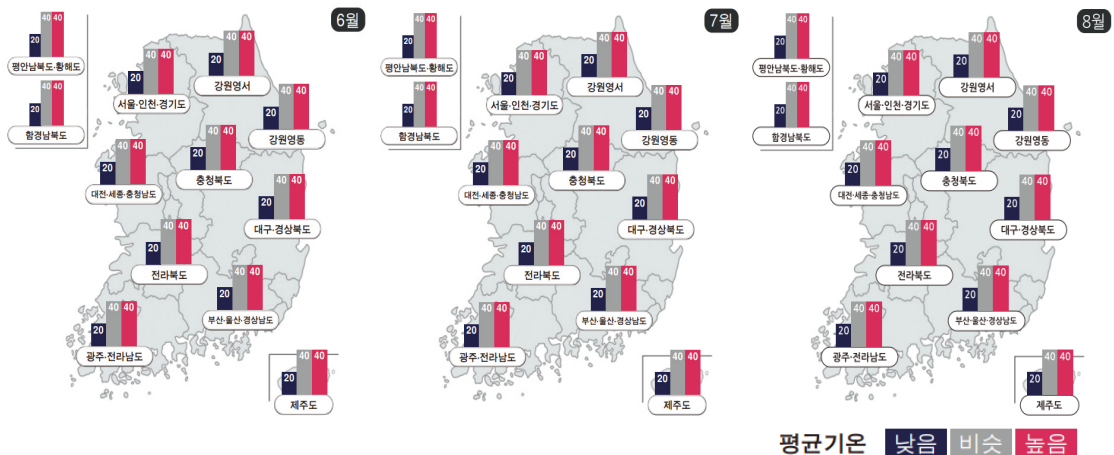 6월
40 40
20
평안남북도·황해도
40 40
20
함경남북도
40 40
20
서울·인천·경기도
40 40
20
강원영서
40 40
20
강원영동
40 40
20
대전·세종·충청남도
40 40
20
충청북도
40 40
20
대구·경상북도
40 40
20
전라북도
40 40
20
부산·울산·경상남도
40 40
20
광주·전라남도
40 40
20
제주도
7월
40 40
20
평안남북도·황해도
40 40
20
함경남북도
40 40
20
서울·인천·경기도
40 40
20
강원영서
40 40
20
강원영동
40 40
20
대전·세종·충청남도
40 40
20
충청북도
40 40
20
대구·경상북도
40 40
20
전라북도
40 40
20
부산·울산·경상남도
40 40
20
광주·전라남도
40 40
20
제주도
8월
40 40
20
평안남북도·황해도
40 40
20
함경남북도
40 40
20
서울·인천·경기도
40 40
20
강원영서
40 40
20
강원영동
40 40
20
대전·세종·충청남도
40 40
20
충청북도
40 40
20
대구·경상북도
40 40
20
전라북도
40 40
20
부산·울산·경상남도
40 40
20
광주·전라남도
40 40
20
제주도
평균기온 낮음 비슷 높음